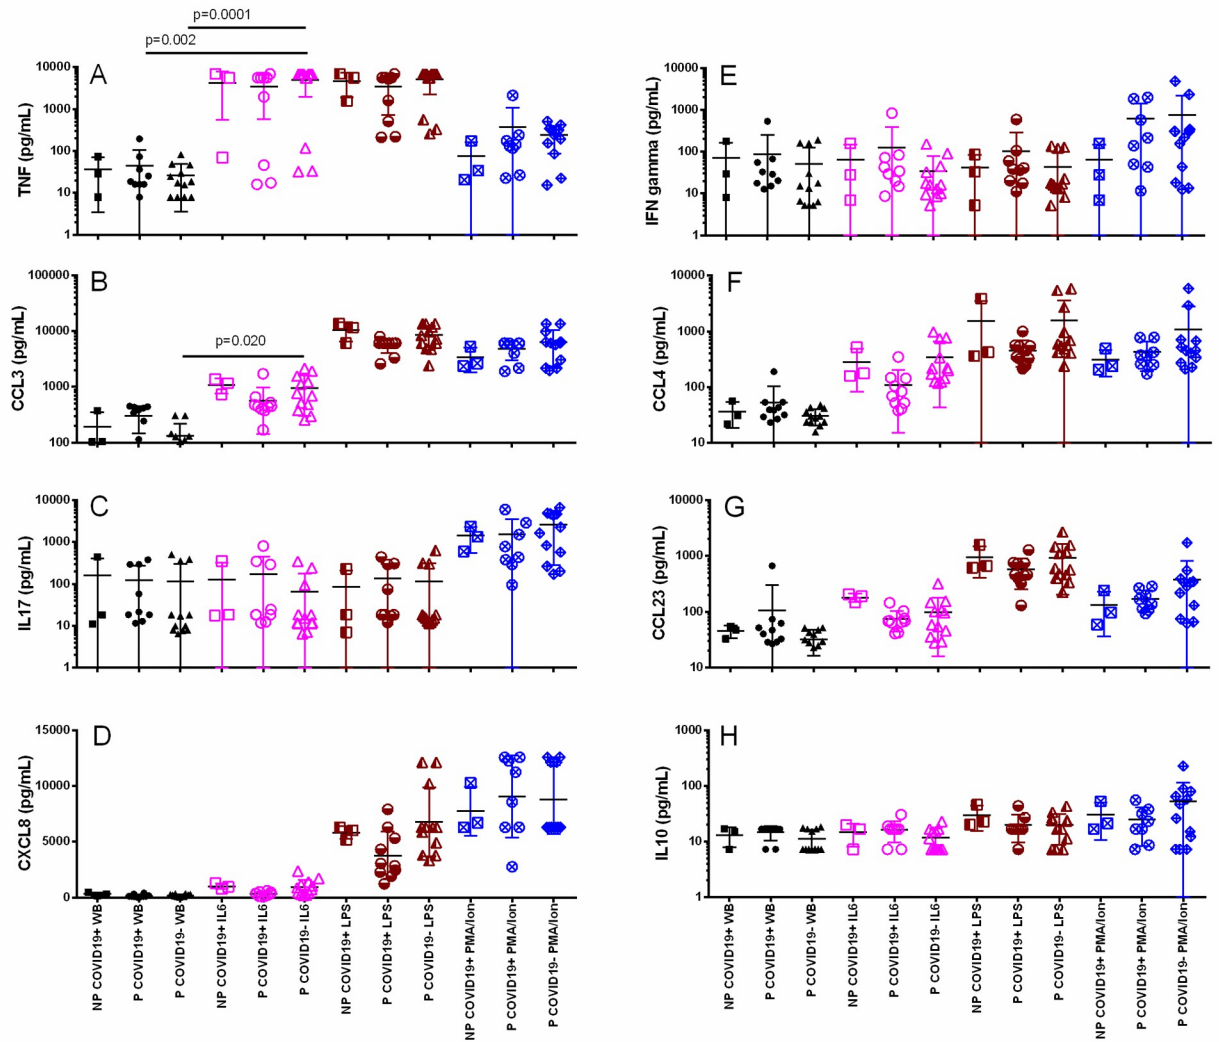 p=0.0001
p=0.002
A
TNF (pg/mL)
10000
1000
100
10
1
E
IFN gamma (pg/mL)
10000
1000
100
10
1
B
CCL3 (pg/mL)
100000
10000
1000
100
p=0.020
F
CCL4 (pg/mL)
10000
1000
100
10
C
IL17 (pg/mL)
10000
1000
100
10
1
G
CCL23 (pg/mL)
10000
1000
100
10
D
CXCL8 (pg/mL)
15000
10000
5000
0
H
IL10 (pg/mL)
1000
100
10
1
NP COVID19+ WB
P COVID19+ WB
P COVID19- WB
NP COVID19+ IL6
P COVID19+ IL6
P COVID19- IL6
NP COVID19+ LPS
P COVID19+ LPS
P COVID19- LPS
NP COVID19+ PMA/Ion
P COVID19+ PMA/Ion
P COVID19- PMA/Ion
NP COVID19+ WB
P COVID19+ WB
P COVID19- WB
NP COVID19+ IL6
P COVID19+ IL6
P COVID19- IL6
NP COVID19+ LPS
P COVID19+ LPS
P COVID19- LPS
NP COVID19+ PMA/Ion
P COVID19+ PMA/Ion
P COVID19- PMA/Ion